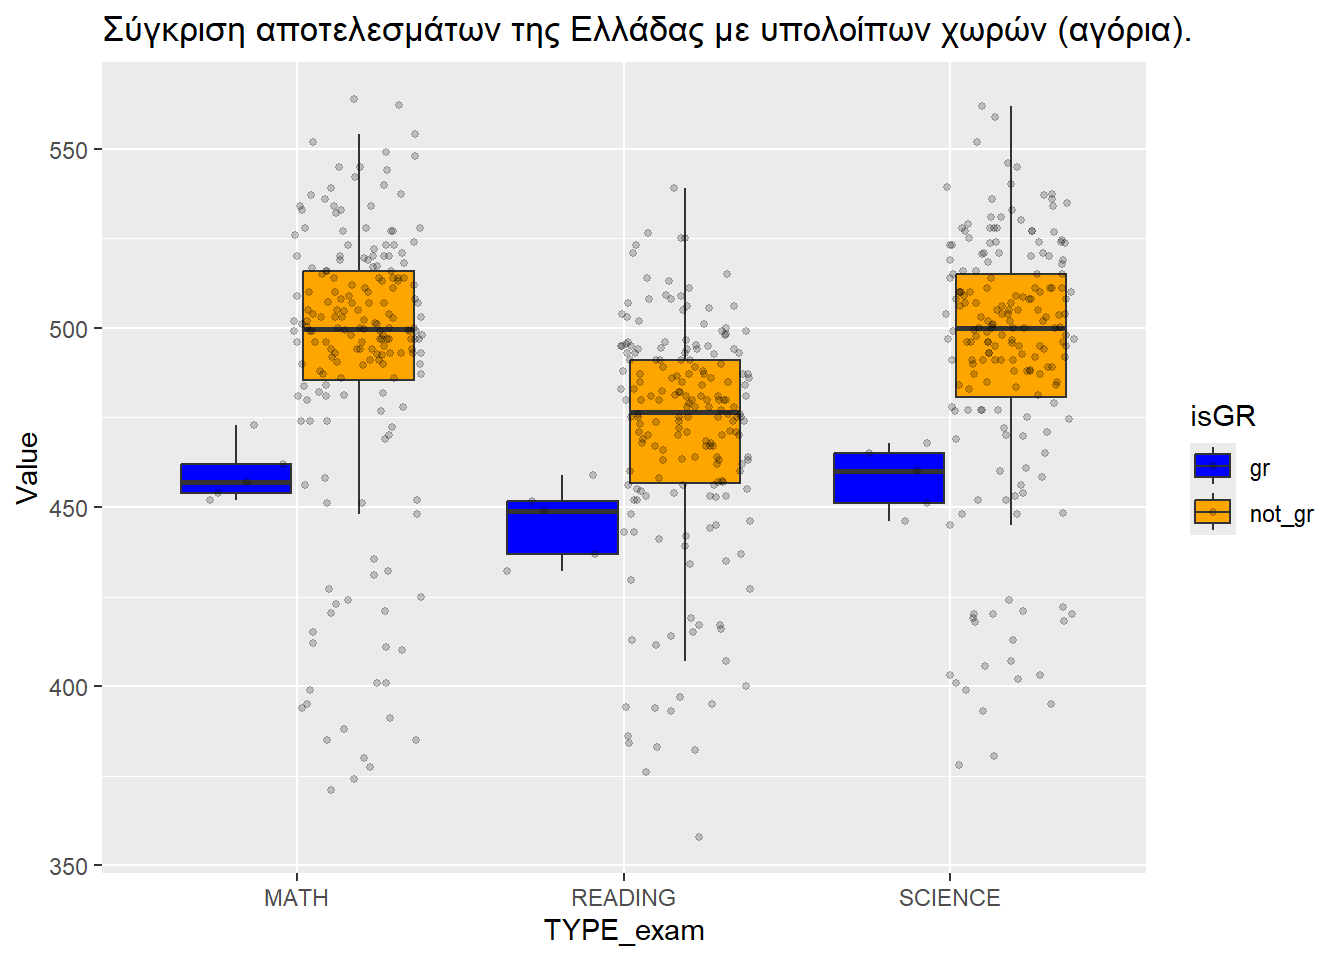 Σύγκριση αποτελεσμάτων της Ελλάδας με υπολοίπων χωρών (αγόρια).
550
500
450
400
350
Value
MATH
READING
SCIENCE
TYPE_exam
isGR
gr
not_gr